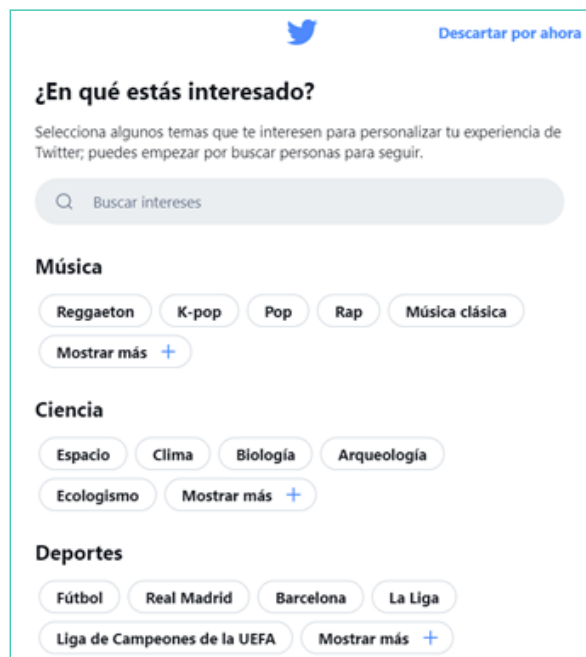 Descartar por ahora
¿En qué estás interesado?
Selecciona algunos temas que te interesen para personalizar tu experiencia de
Twitter; puedes empezar por buscar personas para seguir.
Buscar intereses
Música
Reggaeton K-pop Pop Rap Música clásica
Mostrar más +
Ciencia
Espacio Clima Biología Arqueología
Ecologismo Mostrar más +
Deportes
Fútbol Real Madrid Barcelona La Liga
Liga de Campeones de la UEFA Mostrar más +